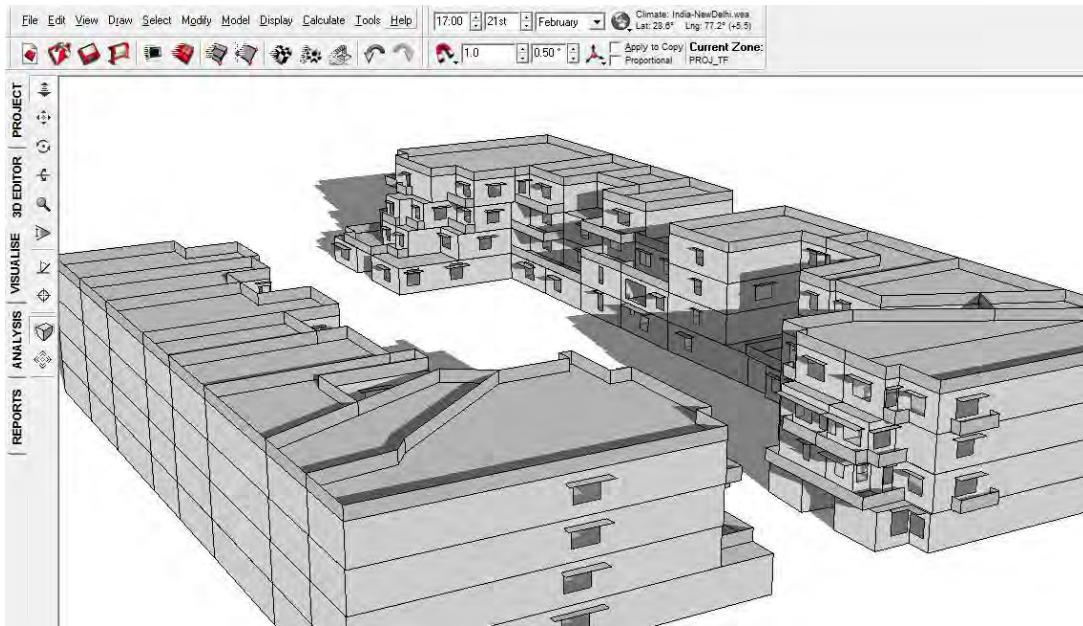 File Edit View Draw Select Modify Model Display Calculate Tools Help
17:00 21st February Climate: India-NewDelhi.wea
Lat: 28.6° Lng: 77.2° (+5.5)
1.0 0.50 ° Apply to Copy Current Zone:
Proportional PROJ_TF
PROJECT
3D EDITOR
VISUALISE
ANALYSIS
REPORTS